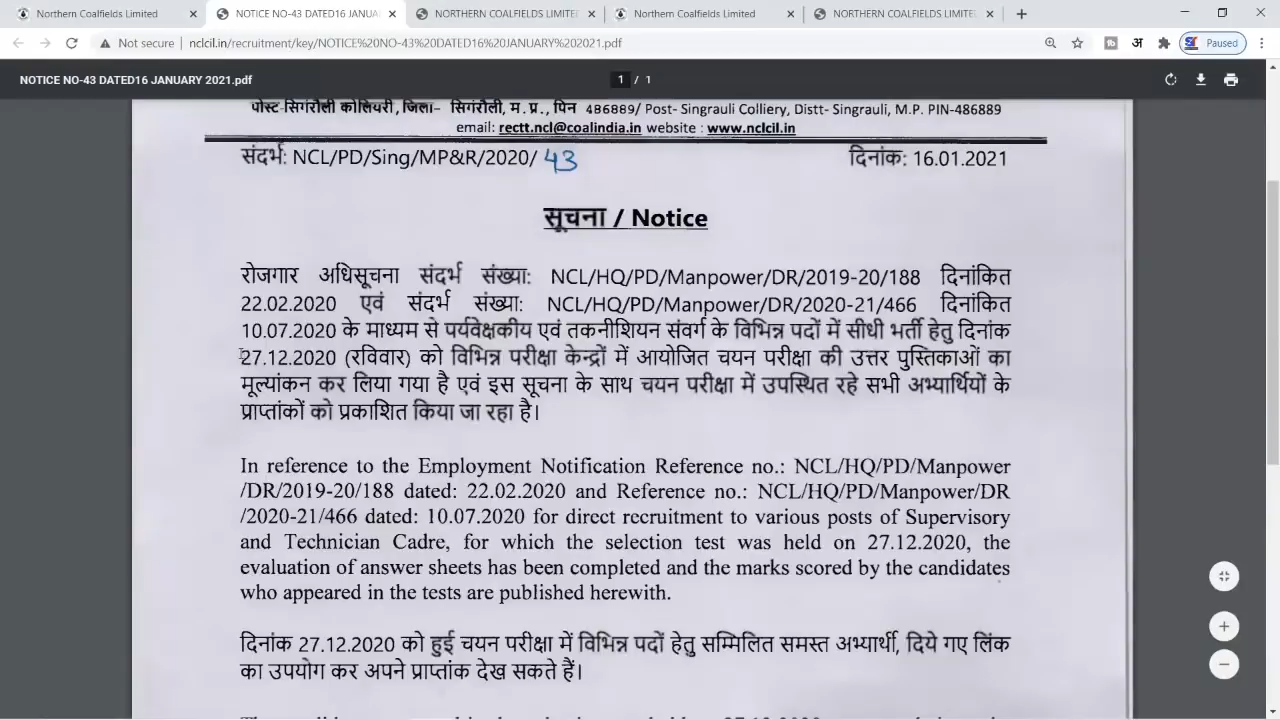 Northern Coalfields Limited
NOTICE NO-43 DATED16 JANUA
NORTHERN COALFIELDS LIMITE
Northern Coalfields Limited
NORTHERN COALFIELDS LIMITE
Not secure | nclcil.in/recruitment/key/NOTICE%20NO-43%20DATED16%20JANUARY%202021.pdf
अ
Paused
NOTICE NO-43 DATED16 JANUARY 2021.pdf
1 / 1
पोस्ट-सिंगरौली कोलियरी, जिला– सिंगरौली, म. प्र., पिन 486889/ Post- Singrauli Colliery, Distt- Singrauli, M.P. PIN-486889
email: rectt.ncl@coalindia.in website : www.nclcil.in
संदर्भ: NCL/PD/Sing/MP&R/2020/ 43 दिनांक: 16.01.2021
सूचना / Notice
रोजगार अधिसूचना संदर्भ संख्या: NCL/HQ/PD/Manpower/DR/2019-20/188 दिनांकित
22.02.2020 एवं संदर्भ संख्या: NCL/HQ/PD/Manpower/DR/2020-21/466 दिनांकित
10.07.2020 के माध्यम से पर्यवेक्षकीय एवं तकनीशियन संवर्ग के विभिन्न पदों में सीधी भर्ती हेतु दिनांक
27.12.2020 (रविवार) को विभिन्न परीक्षा केन्द्रों में आयोजित चयन परीक्षा की उत्तर पुस्तिकाओं का
मूल्यांकन कर लिया गया है एवं इस सूचना के साथ चयन परीक्षा में उपस्थित रहे सभी अभ्यार्थियों के
प्राप्तांकों को प्रकाशित किया जा रहा है।
In reference to the Employment Notification Reference no.: NCL/HQ/PD/Manpower
/DR/2019-20/188 dated: 22.02.2020 and Reference no.: NCL/HQ/PD/Manpower/DR
/2020-21/466 dated: 10.07.2020 for direct recruitment to various posts of Supervisory
and Technician Cadre, for which the selection test was held on 27.12.2020, the
evaluation of answer sheets has been completed and the marks scored by the candidates
who appeared in the tests are published herewith.
दिनांक 27.12.2020 को हुई चयन परीक्षा में विभिन्न पदों हेतु सम्मिलित समस्त अभ्यार्थी, दिये गए लिंक
का उपयोग कर अपने प्राप्तांक देख सकते हैं।